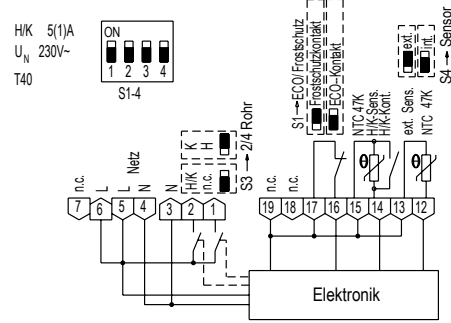 H/K 5(1)A
UN 230V~
T40
ON
1 2 3 4
S1-4
S1 → ECO/Frostschutz
Frostschutzkontakt
ECO-Kontakt
ext.
int.
S4 → Sensor
NTC 47K
H/K-Sens.
H/K-Kont.
ext. Sens.
NTC 47K
θ
θ
K H
H/K
n.c.
S3 → 2/4 Rohr
n.c.
L
L
Netz
N
N
n.c.
n.c.
7 6 5 4 3 2 1
19 18 17 16 15 14 13 12
Elektronik